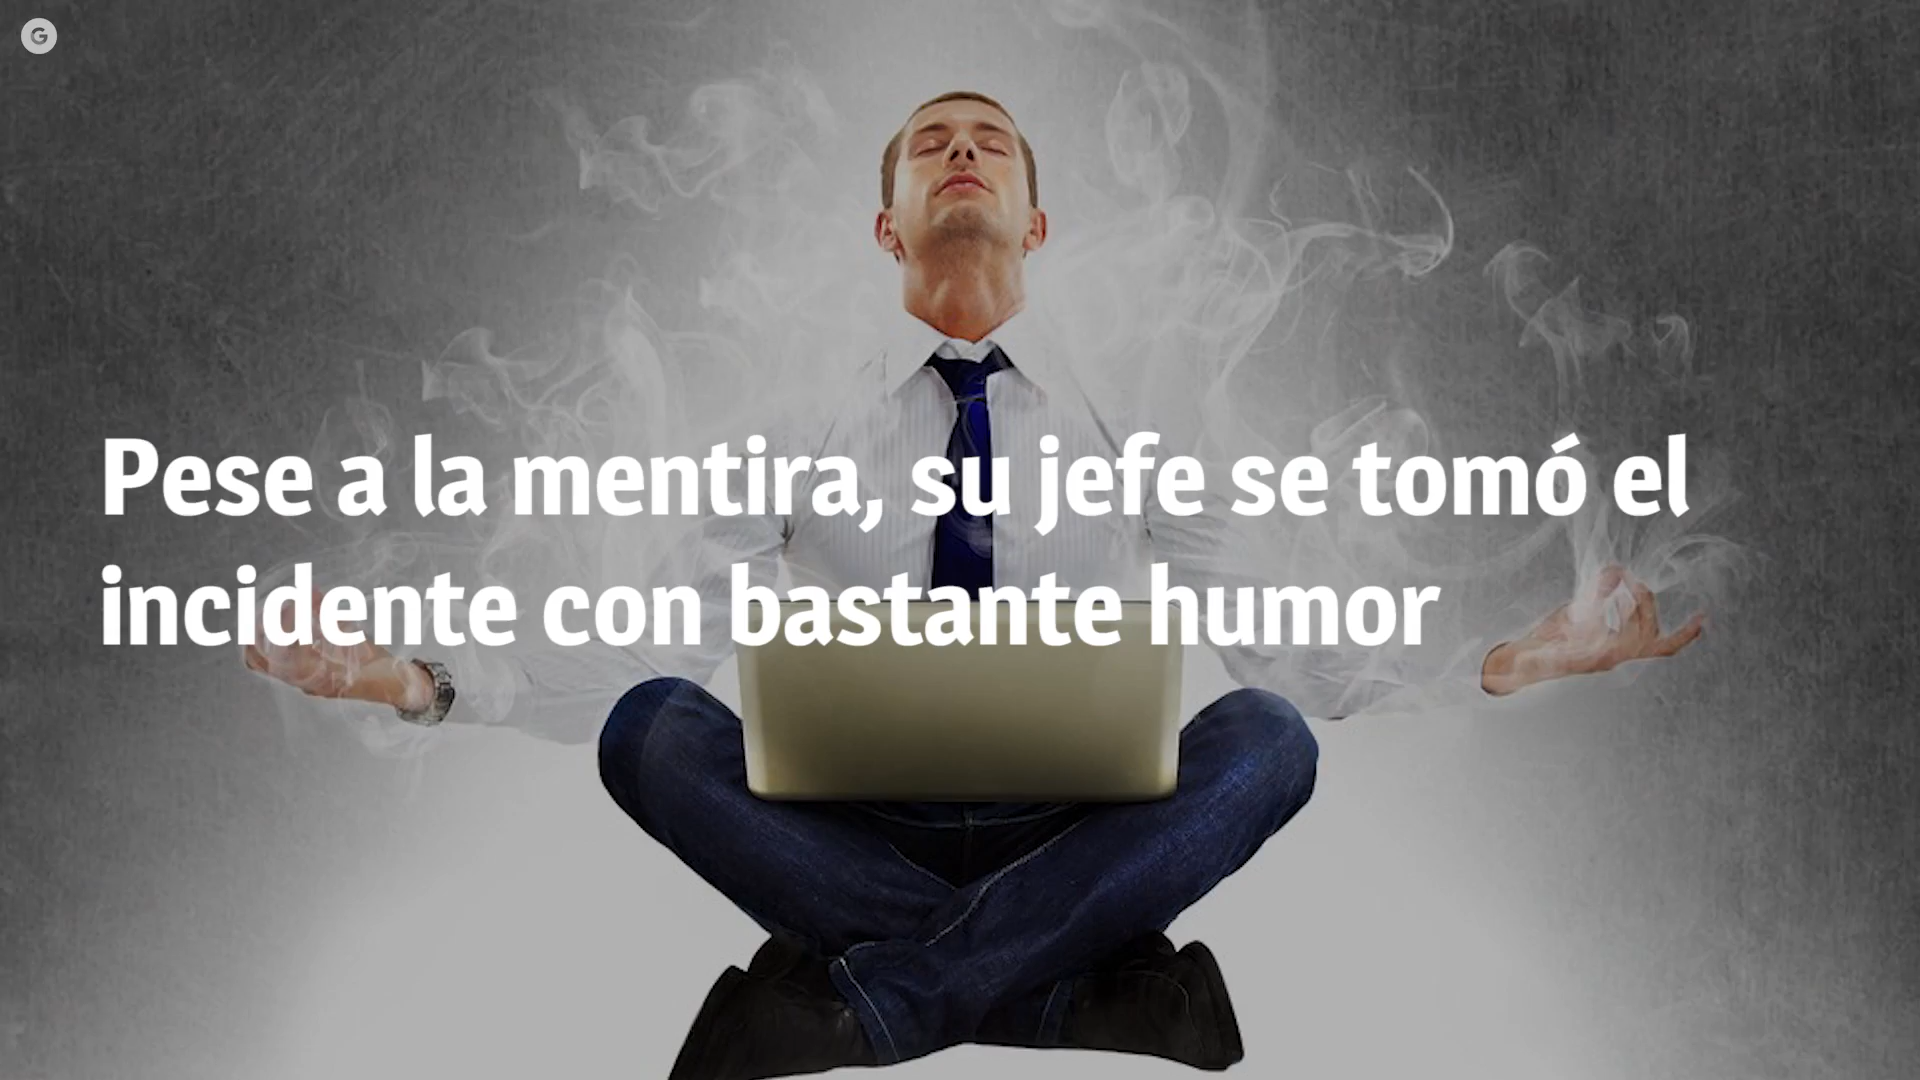 G
Pese a la mentira, su jefe se tomó el
incidente con bastante humor